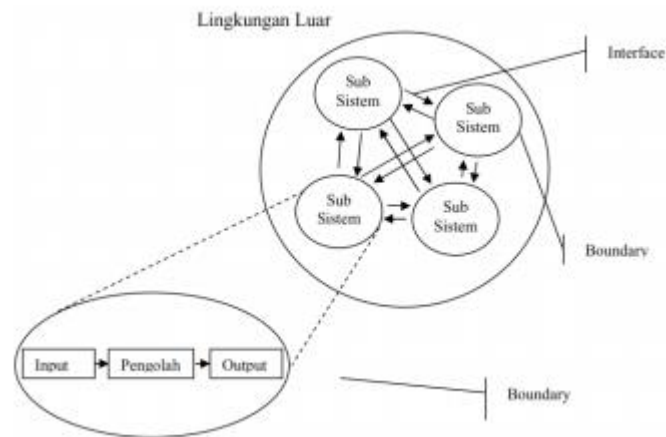 Lingkungan Luar
Interface
Sub
Sistem
Sub
Sistem
Sub
Sistem
Sub
Sistem
Boundary
Input
Pengolah
Output
Boundary